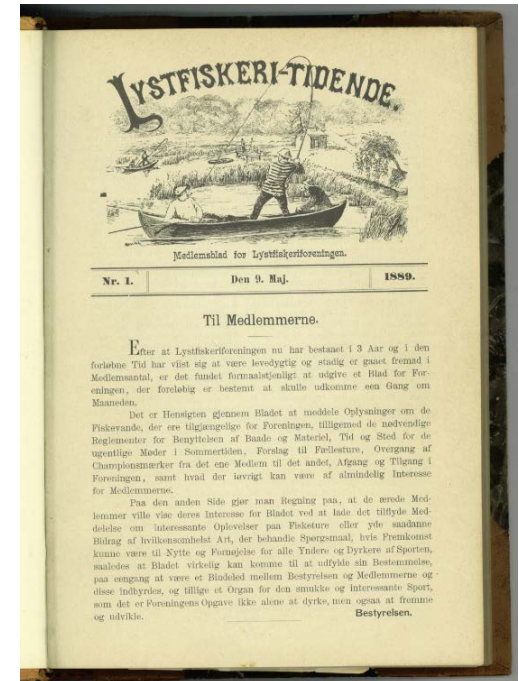 LYSTFISKERI-TIDENDE.
Medlemsblad for Lystfiskeriforeningen.
Nr. 1. Den 9. Maj. 1889.
Til Medlemmerne.
Efter at Lystfiskeriforeningen nu har bestaaet i 3 Aar og i den
forløbne Tid har viist sig at være levedygtig og stadig er gaaet fremad i
Medlemsantal, er det fundet formaalstjenligt at udgive et Blad for For-
eningen, der foreløbig er bestemt at skulle udkomme een Gang om
Maaneden.
Det er Hensigten gjennem Bladet at meddele Oplysninger om de
Fiskevande, der ere tilgjængelige for Foreningen, tilligemed de nødvendige
Reglementer for Benyttelsen af Baade og Materiel, Tid og Sted for de
ugentlige Møder i Sommertiden, Forslag til Fællesture, Overgang af
Championsmærker fra det ene Medlem til det andet, Afgang og Tilgang i
Foreningen, samt hvad der iøvrigt kan være af almindelig Interesse
for Medlemmerne.
Paa den anden Side gjør man Regning paa, at de ærede Med-
lemmer ville vise deres Interesse for Bladet ved at lade det tilflyde Med-
delelse om interessante Oplevelser paa Fisketure eller yde saadanne
Bidrag af hvilkensomhelst Art, der behandle Spørgsmaal, hvis Fremkomst
kunne være til Nytte og Fornøjelse for alle Yndere og Dyrkere af Sporten,
saaledes at Bladet virkelig kan komme til at udfylde sin Bestemmelse,
paa eengang at være et Bindeled mellem Bestyrelsen og Medlemmerne og
disse indbyrdes, og tillige et Organ for den smukke og interessante Sport,
som det er Foreningens Opgave ikke alene at dyrke, men ogsaa at fremme
og udvikle. Bestyrelsen.